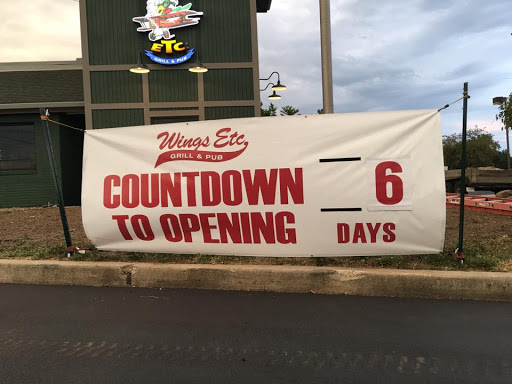 ETC.
GRILL & PUB
Wings Etc.
GRILL & PUB
COUNTDOWN
TO OPENING
6
DAYS